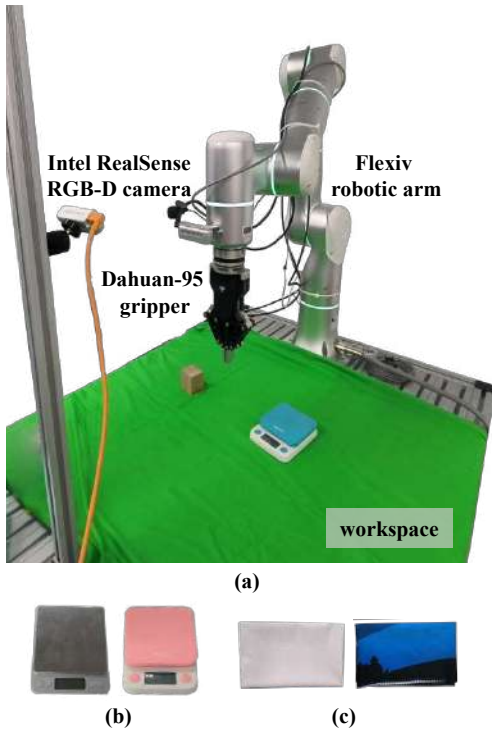 Intel RealSense
RGB-D camera
Flexiv
robotic arm
Dahuan-95
gripper
workspace
(a)
(b)
(c)